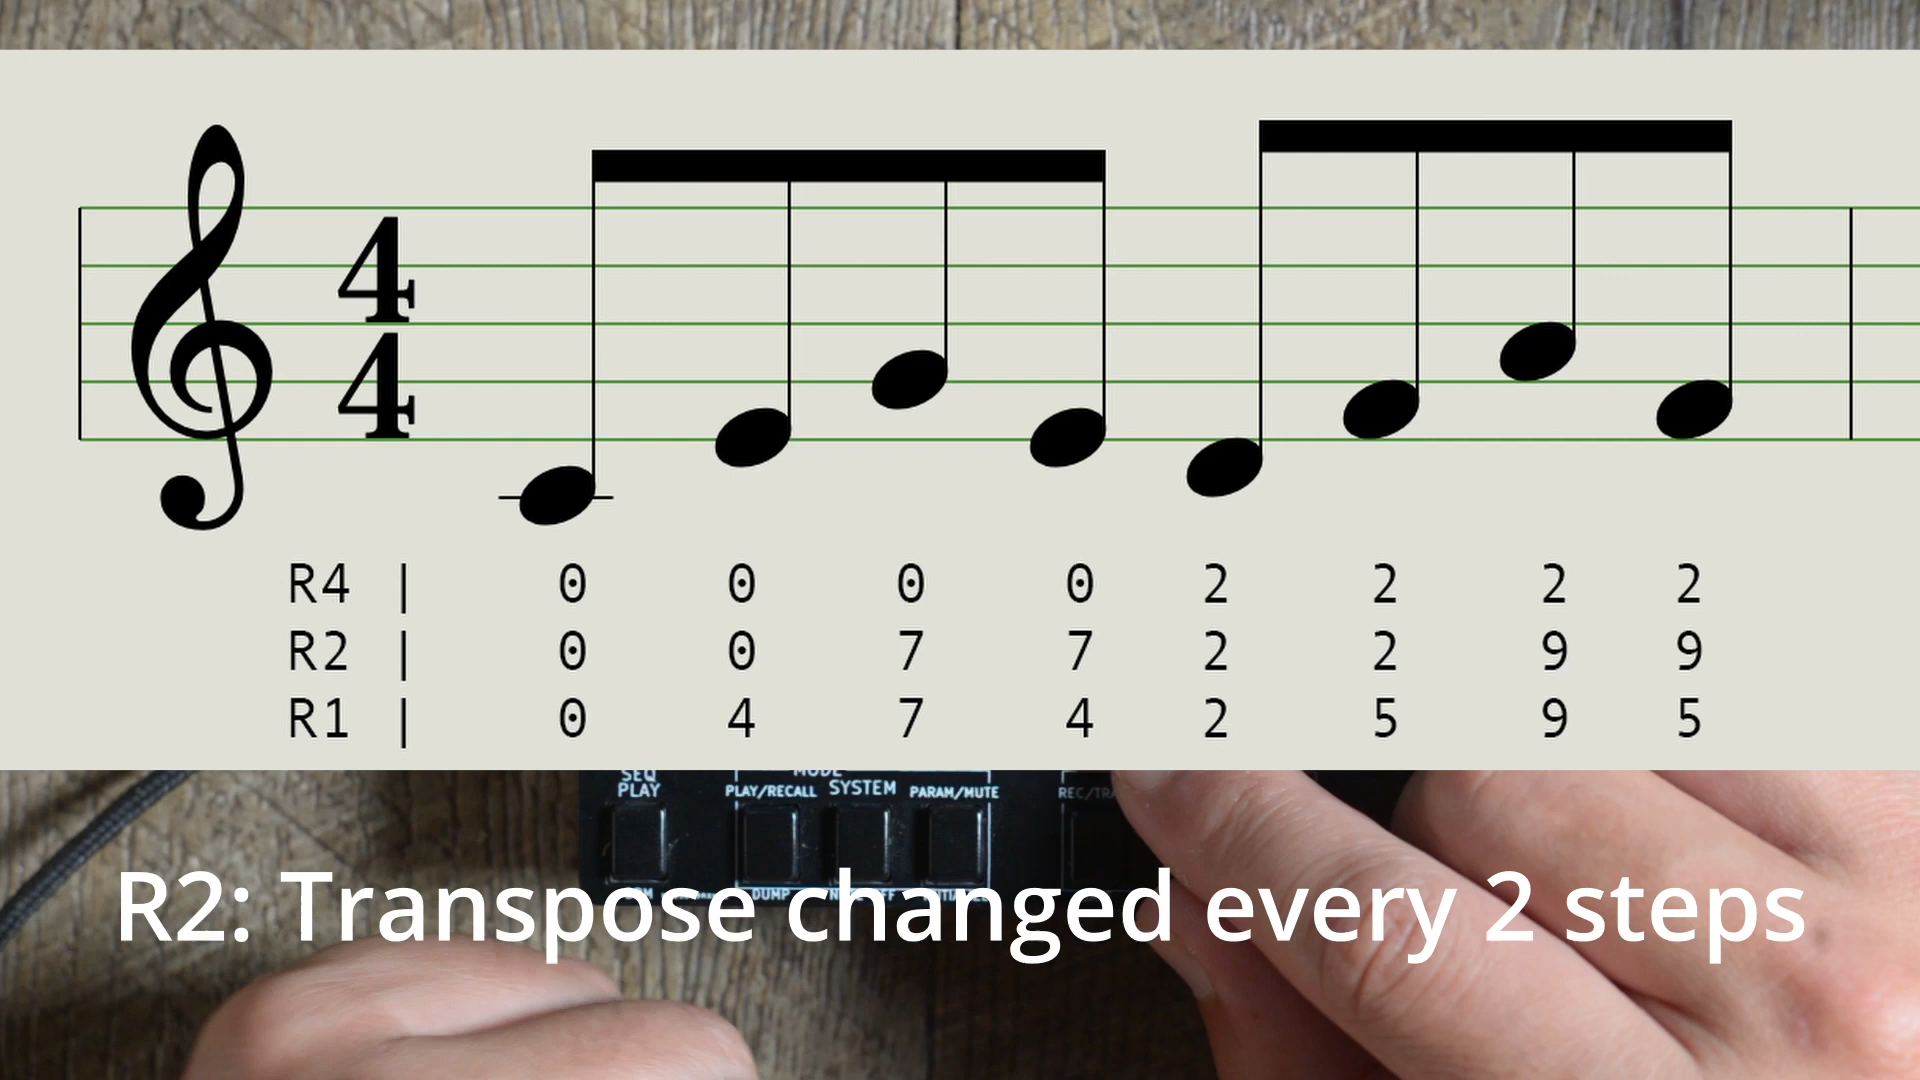 4
4
R4 | 0 0 0 0 2 2 2 2
R2 | 0 0 7 7 2 2 9 9
R1 | 0 4 7 4 2 5 9 5
SEQ PLAY
MODE
PLAY/RECALL SYSTEM PARAM/MUTE
DUMP
R2: Transpose changed every 2 steps